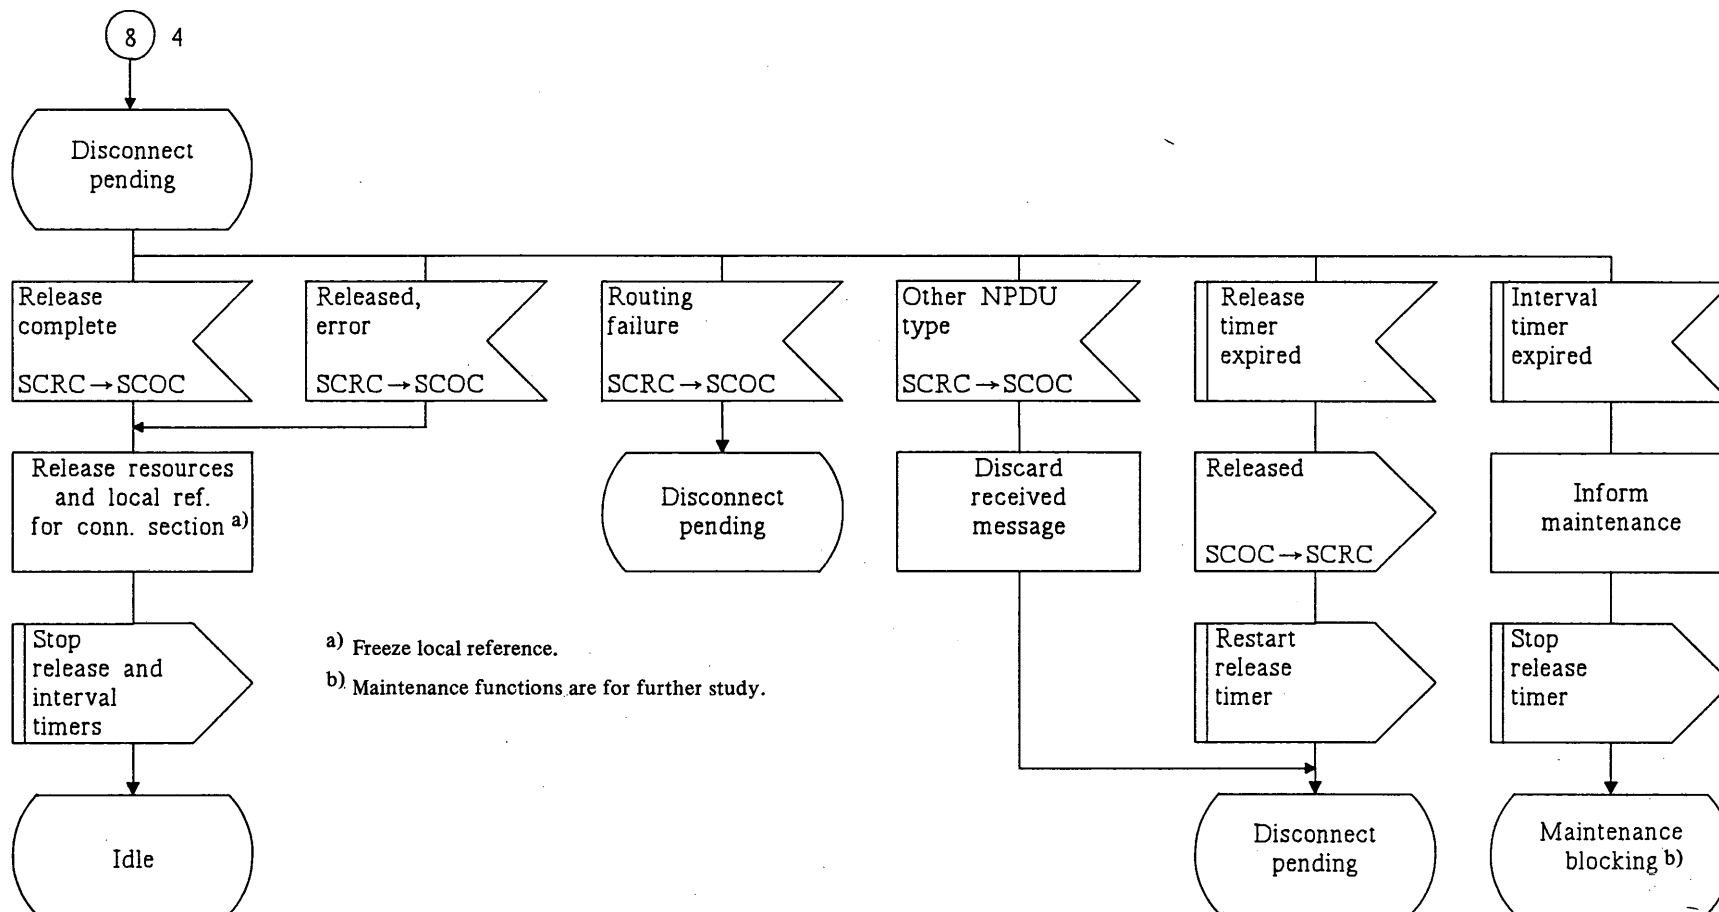 8 4
Disconnect
pending
Release
complete
SCRC→SCOC
Released,
error
SCRC→SCOC
Routing
failure
SCRC→SCOC
Other NPDU
type
SCRC→SCOC
Release
timer
expired
Interval
timer
expired
Release resources
and local ref.
for conn. section a)
Disconnect
pending
Discard
received
message
Released
SCOC→SCRC
Inform
maintenance
Stop
release and
interval
timers
a) Freeze local reference.
b) Maintenance functions are for further study.
Restart
release
timer
Stop
release
timer
Idle
Disconnect
pending
Maintenance
blocking b)